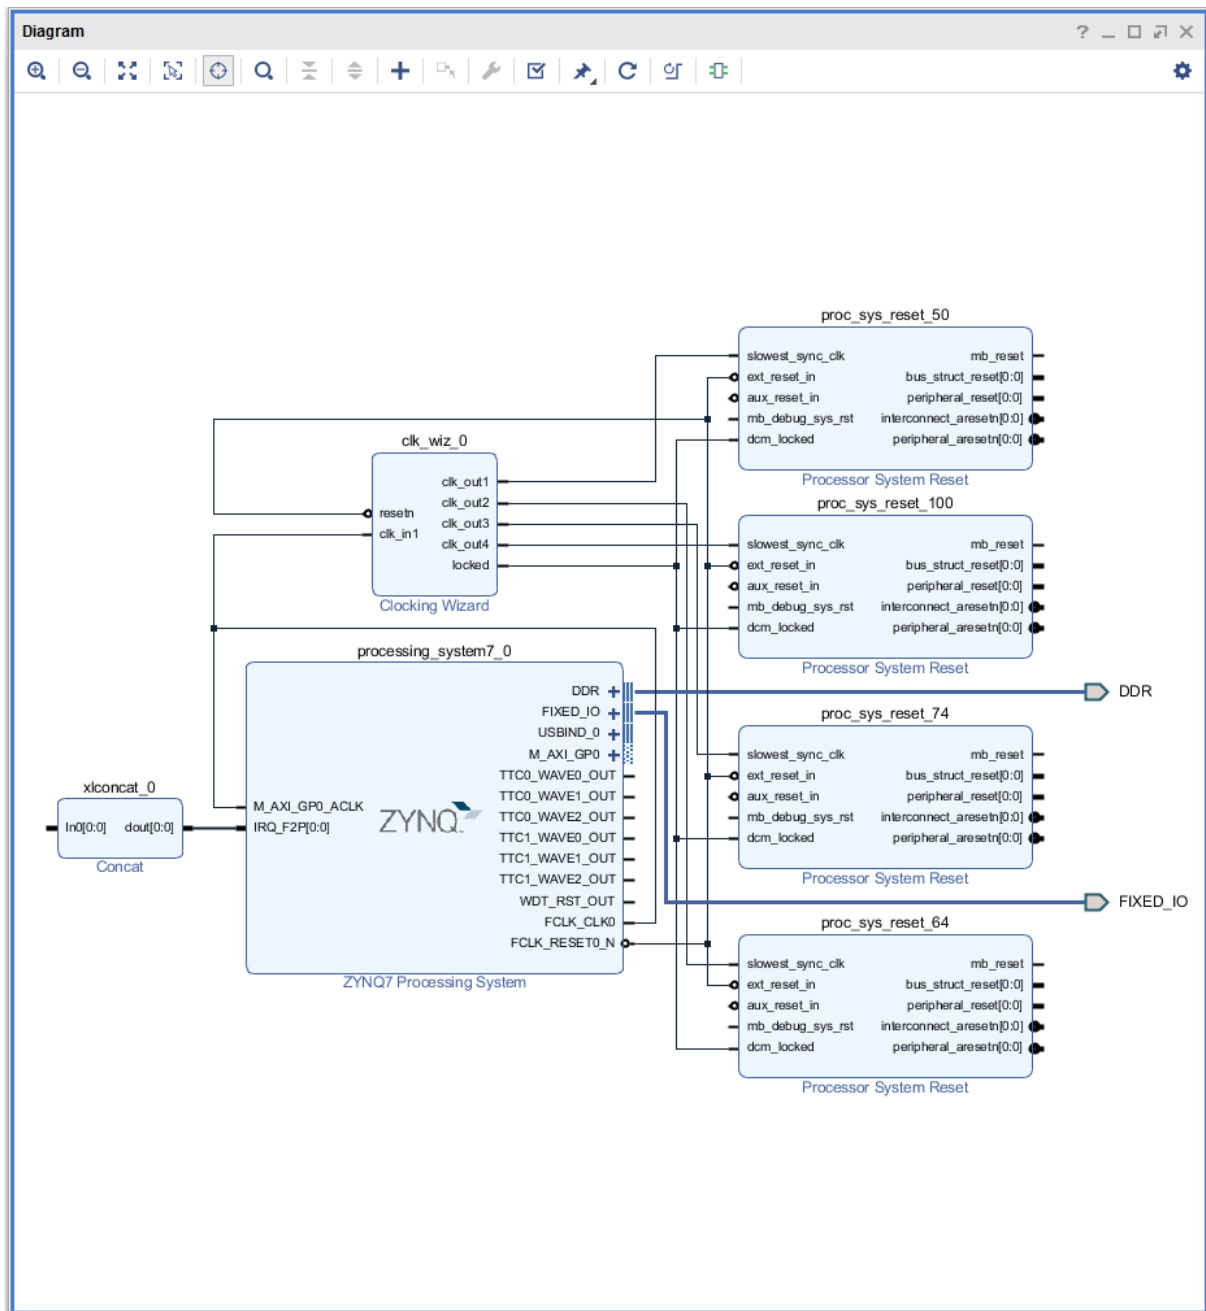 Diagram
proc_sys_reset_50
slowest_sync_clk mb_reset
ext_reset_in bus_struct_reset[0:0]
aux_reset_in peripheral_reset[0:0]
mb_debug_sys_rst interconnect_aresetn[0:0]
dcm_locked peripheral_aresetn[0:0]
Processor System Reset
clk_wiz_0
clk_out1
clk_out2
resetn
clk_out3
clk_in1
clk_out4
locked
Clocking Wizard
proc_sys_reset_100
slowest_sync_clk mb_reset
ext_reset_in bus_struct_reset[0:0]
aux_reset_in peripheral_reset[0:0]
mb_debug_sys_rst interconnect_aresetn[0:0]
dcm_locked peripheral_aresetn[0:0]
Processor System Reset
processing_system7_0
DDR
FIXED_IO
USBIND_0
M_AXI_GP0
TTC0_WAVE0_OUT
TTC0_WAVE1_OUT
M_AXI_GP0_ACLK
TTC0_WAVE2_OUT
IRQ_F2P[0:0]
ZYNQ
TTC1_WAVE0_OUT
TTC1_WAVE1_OUT
TTC1_WAVE2_OUT
WDT_RST_OUT
FCLK_CLK0
FCLK_RESET0_N
ZYNQ7 Processing System
xlconcat_0
In0[0:0] dout[0:0]
Concat
DDR
proc_sys_reset_74
slowest_sync_clk mb_reset
ext_reset_in bus_struct_reset[0:0]
aux_reset_in peripheral_reset[0:0]
mb_debug_sys_rst interconnect_aresetn[0:0]
dcm_locked peripheral_aresetn[0:0]
Processor System Reset
FIXED_IO
proc_sys_reset_64
slowest_sync_clk mb_reset
ext_reset_in bus_struct_reset[0:0]
aux_reset_in peripheral_reset[0:0]
mb_debug_sys_rst interconnect_aresetn[0:0]
dcm_locked peripheral_aresetn[0:0]
Processor System Reset